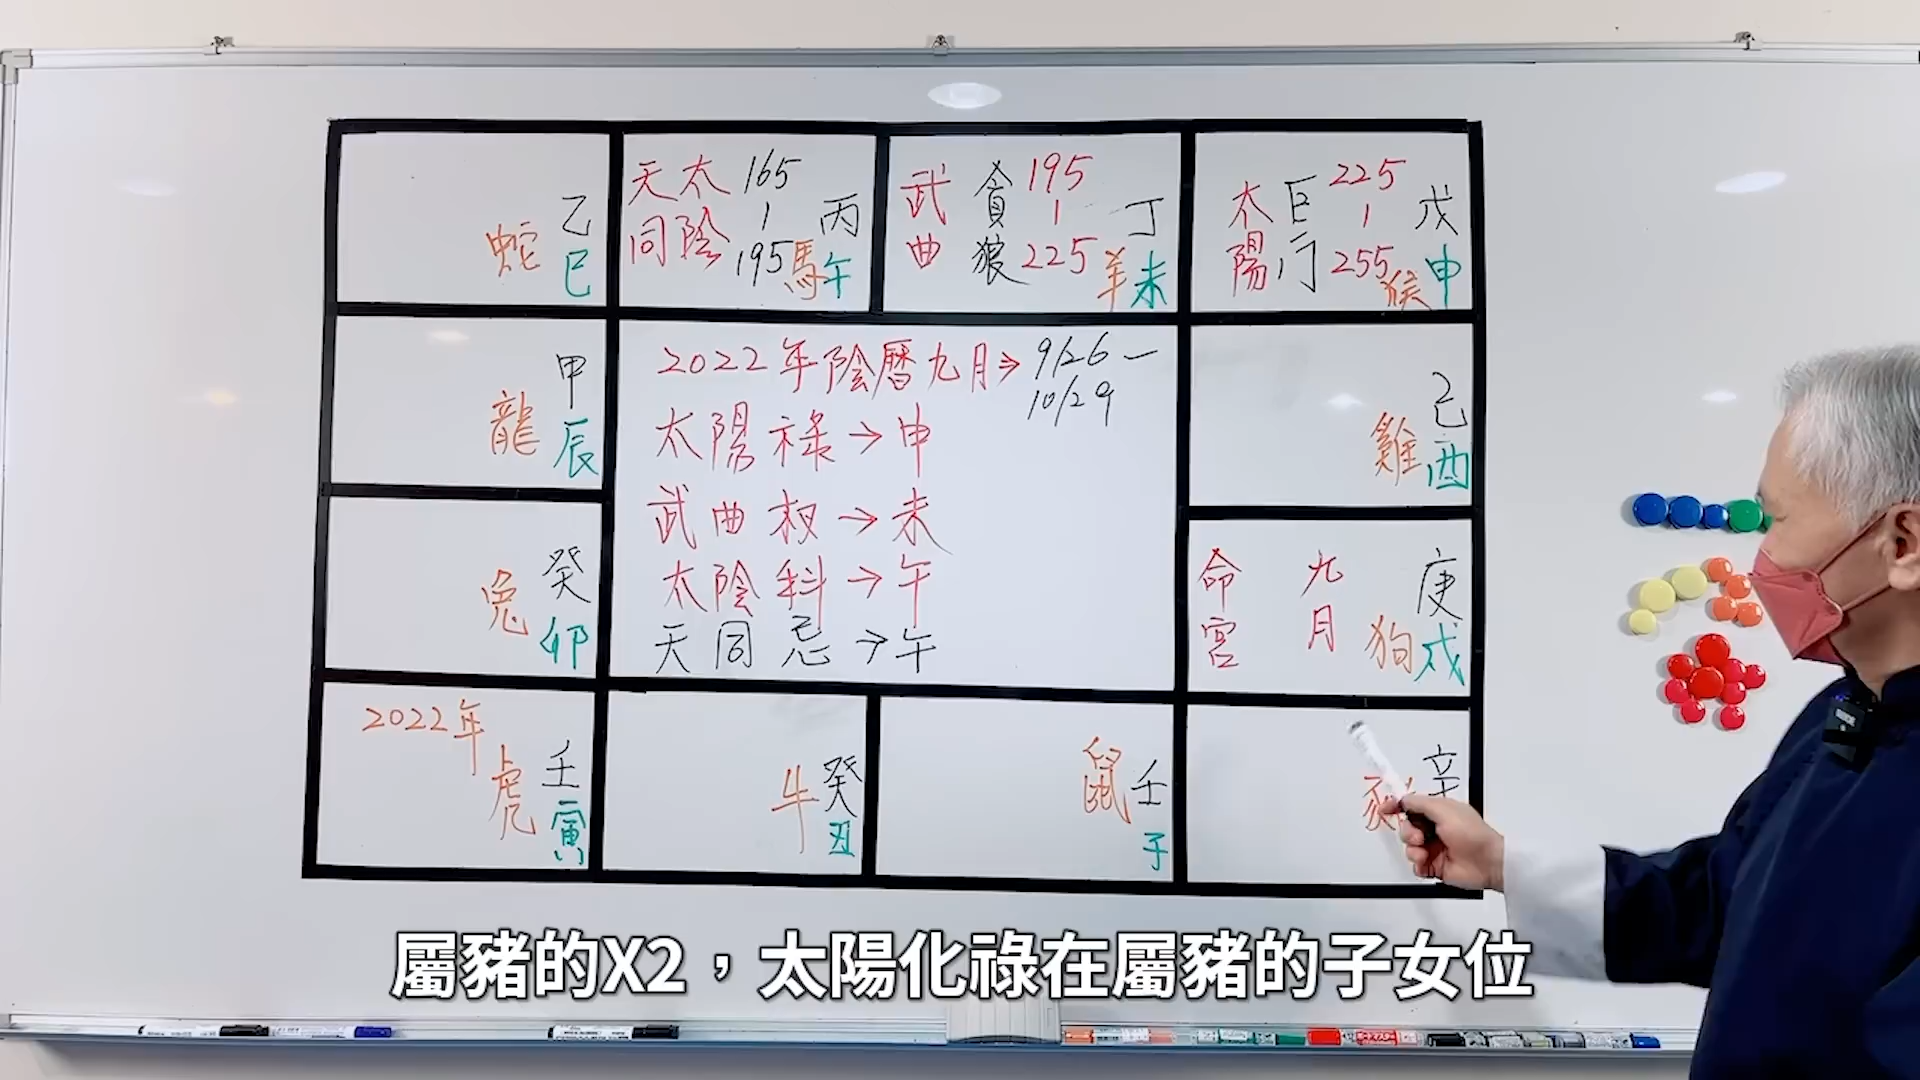 乙
蛇 巳
天太 165
同陰 |
195 丙
馬午
武 貪 195
曲 狼 |
225 丁
羊未
太 巨 225
陽 门 |
255 戊
猴申
甲
龍 辰
2022年陰曆九月→ 9/26一
10/29
太陽祿→申
武曲权→未
太陰科→午
天同忌→午
己
雞酉
癸
兔 卯
命 九 庚
宮 月 狗戌
2022年
虎 壬
寅
牛 癸
丑
鼠 壬
子
辛
屬豬的X2，太陽化祿在屬豬的子女位